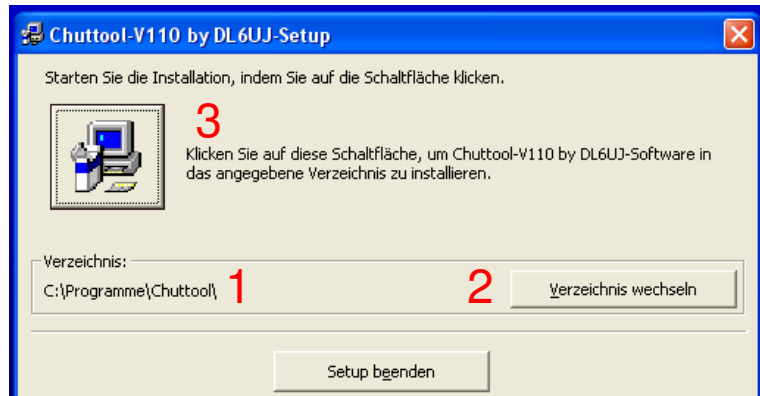 Chuttool-V110 by DL6UJ-Setup
Starten Sie die Installation, indem Sie auf die Schaltfläche klicken.
3
Klicken Sie auf diese Schaltfläche, um Chuttool-V110 by DL6UJ-Software in
das angegebene Verzeichnis zu installieren.
Verzeichnis:
C:\Programme\Chuttool\ 1 2 Verzeichnis wechseln
Setup beenden